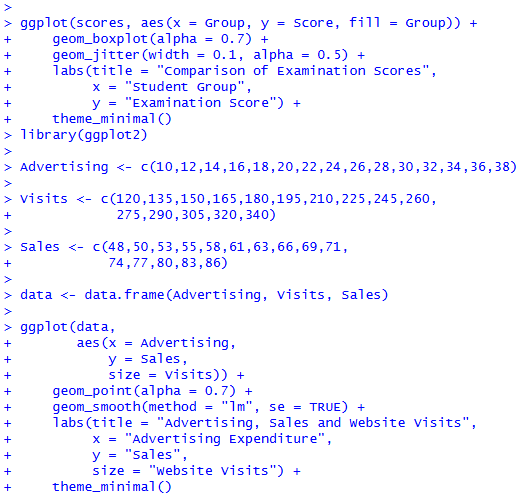 >
> ggplot(scores, aes(x = Group, y = Score, fill = Group)) +
+     geom_boxplot(alpha = 0.7) +
+     geom_jitter(width = 0.1, alpha = 0.5) +
+     labs(title = "Comparison of Examination Scores",
+          x = "Student Group",
+          y = "Examination Score") +
+     theme_minimal()
> library(ggplot2)
>
> Advertising <- c(10,12,14,16,18,20,22,24,26,28,30,32,34,36,38)
>
> Visits <- c(120,135,150,165,180,195,210,225,245,260,
+             275,290,305,320,340)
>
> Sales <- c(48,50,53,55,58,61,63,66,69,71,
+            74,77,80,83,86)
>
> data <- data.frame(Advertising, Visits, Sales)
>
> ggplot(data,
+        aes(x = Advertising,
+            y = Sales,
+            size = Visits)) +
+     geom_point(alpha = 0.7) +
+     geom_smooth(method = "lm", se = TRUE) +
+     labs(title = "Advertising, Sales and Website Visits",
+          x = "Advertising Expenditure",
+          y = "Sales",
+          size = "Website Visits") +
+     theme_minimal()